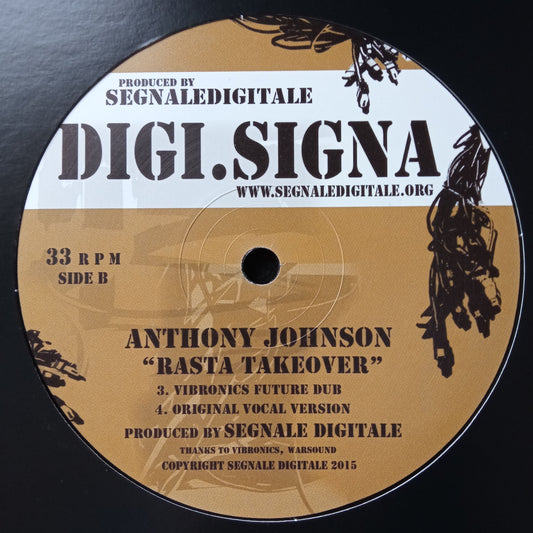 PRODUCED BY
SEGNALEDIGITALE
DIGI.SIGNA
WWW.SEGNALEDIGITALE.ORG
33 RPM
SIDE B
ANTHONY JOHNSON
“RASTA TAKEOVER”
3. VIBRONICS FUTURE DUB
4. ORIGINAL VOCAL VERSION
PRODUCED BY SEGNALE DIGITALE
THANKS TO VIBRONICS, WARSOUND
COPYRIGHT SEGNALE DIGITALE 2015